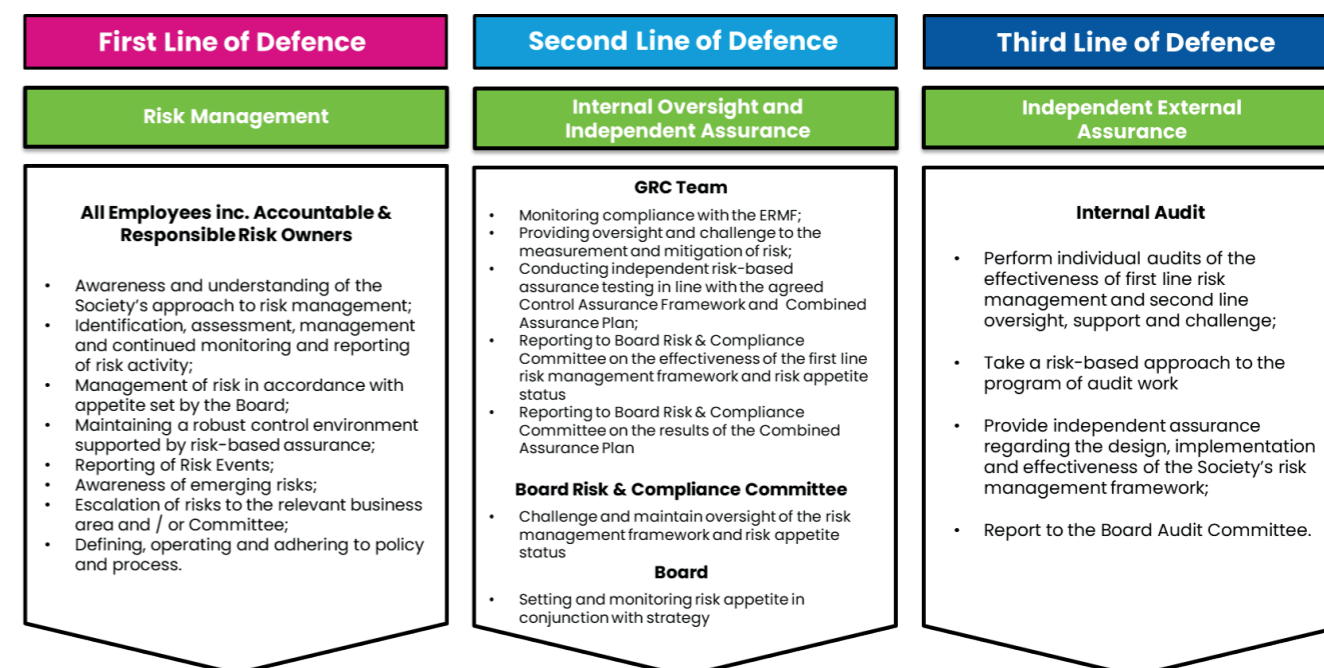 First Line of Defence
Risk Management
All Employees inc. Accountable &
Responsible Risk Owners
• Awareness and understanding of the
Society's approach to risk management;
• Identification, assessment, management
and continued monitoring and reporting
of risk activity;
• Management of risk in accordance with
appetite set by the Board;
• Maintaining a robust control environment
supported by risk-based assurance;
• Reporting of Risk Events;
• Awareness of emerging risks;
• Escalation of risks to the relevant business
area and / or Committee;
• Defining, operating and adhering to policy
and process.
Second Line of Defence
Internal Oversight and
Independent Assurance
GRC Team
• Monitoring compliance with the ERMF;
• Providing oversight and challenge to the
measurement and mitigation of risk;
• Conducting independent risk-based
assurance testing in line with the agreed
Control Assurance Framework and Combined
Assurance Plan;
• Reporting to Board Risk & Compliance
Committee on the effectiveness of the first line
risk management framework and risk appetite
status
• Reporting to Board Risk & Compliance
Committee on the results of the Combined
Assurance Plan
Board Risk & Compliance Committee
• Challenge and maintain oversight of the risk
management framework and risk appetite
status
Board
• Setting and monitoring risk appetite in
conjunction with strategy
Third Line of Defence
Independent External
Assurance
Internal Audit
• Perform individual audits of the
effectiveness of first line risk
management and second line
oversight, support and challenge;
• Take a risk-based approach to the
program of audit work
• Provide independent assurance
regarding the design, implementation
and effectiveness of the Society's risk
management framework;
• Report to the Board Audit Committee.